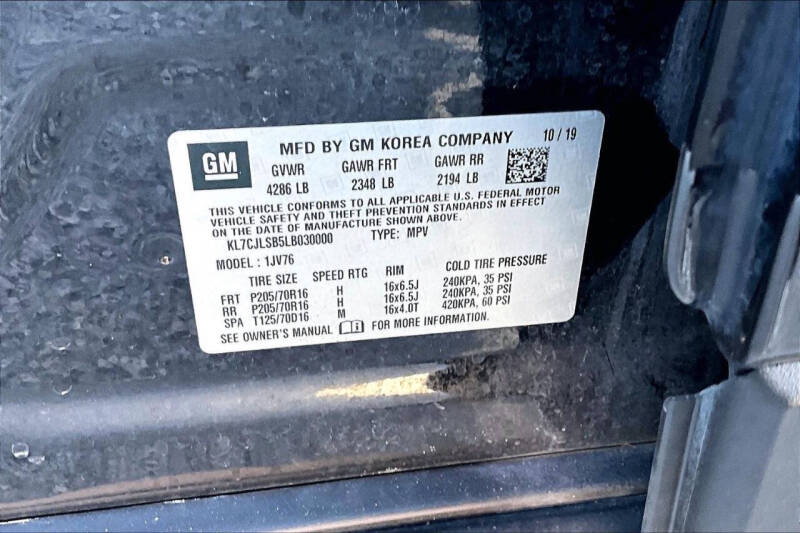 GM
MFD BY GM KOREA COMPANY 10 / 19
GVWR GAWR FRT GAWR RR
4286 LB 2348 LB 2194 LB
THIS VEHICLE CONFORMS TO ALL APPLICABLE U.S. FEDERAL MOTOR
VEHICLE SAFETY AND THEFT PREVENTION STANDARDS IN EFFECT
ON THE DATE OF MANUFACTURE SHOWN ABOVE.
KL7CJLSB5LB030000 TYPE: MPV
MODEL : 1JV76
TIRE SIZE SPEED RTG RIM COLD TIRE PRESSURE
FRT P205/70R16 H 16x6.5J 240KPA, 35 PSI
RR P205/70R16 H 16x6.5J 240KPA, 35 PSI
SPA T125/70D16 M 16x4.0T 420KPA, 60 PSI
SEE OWNER'S MANUAL FOR MORE INFORMATION.